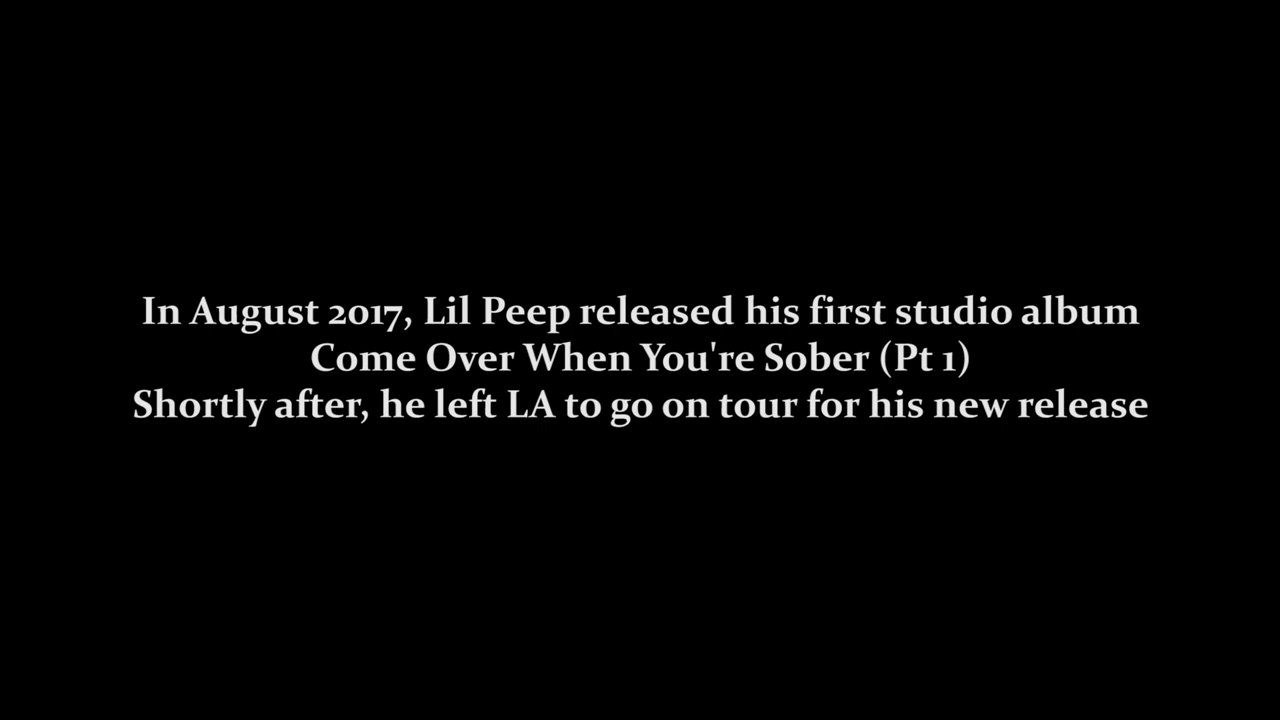 In August 2017, Lil Peep released his first studio album
Come Over When You're Sober (Pt 1)
Shortly after, he left LA to go on tour for his new release